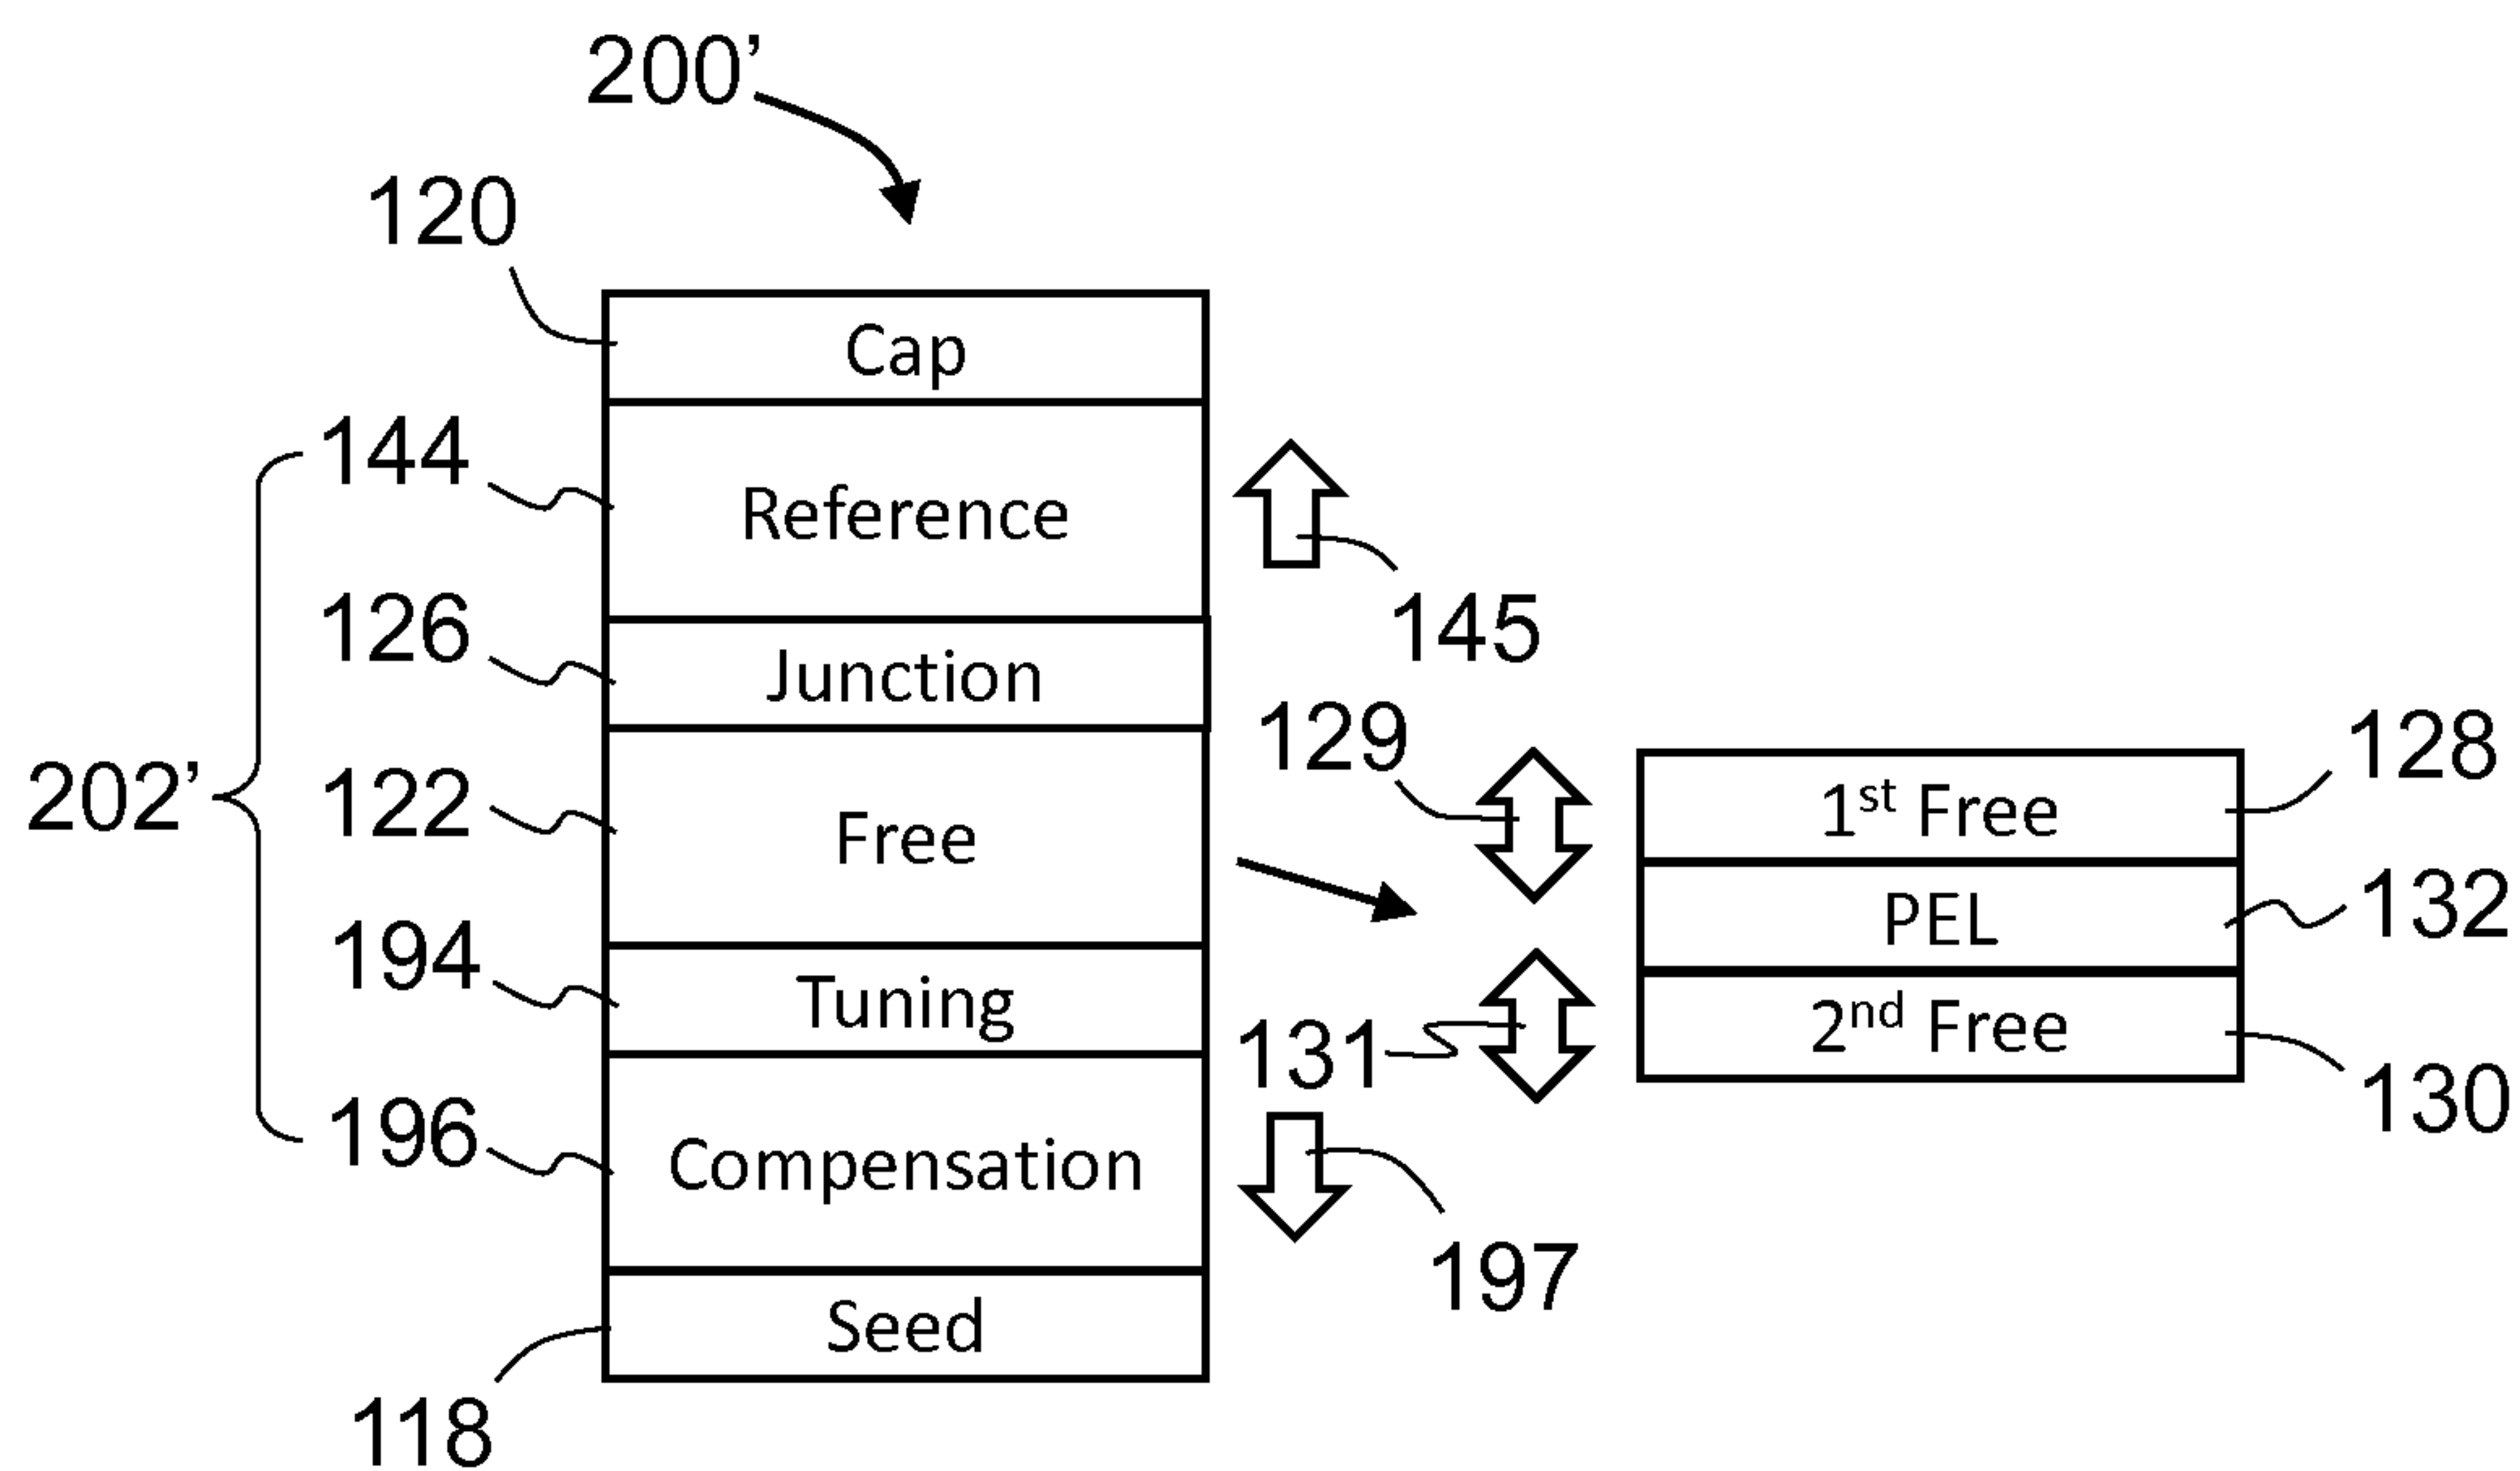 200’
120
Cap
144
Reference
145
126
Junction
129
128
1st Free
202’
122
Free
132
PEL
194
Tuning
131
2nd Free
130
196
Compensation
197
Seed
118